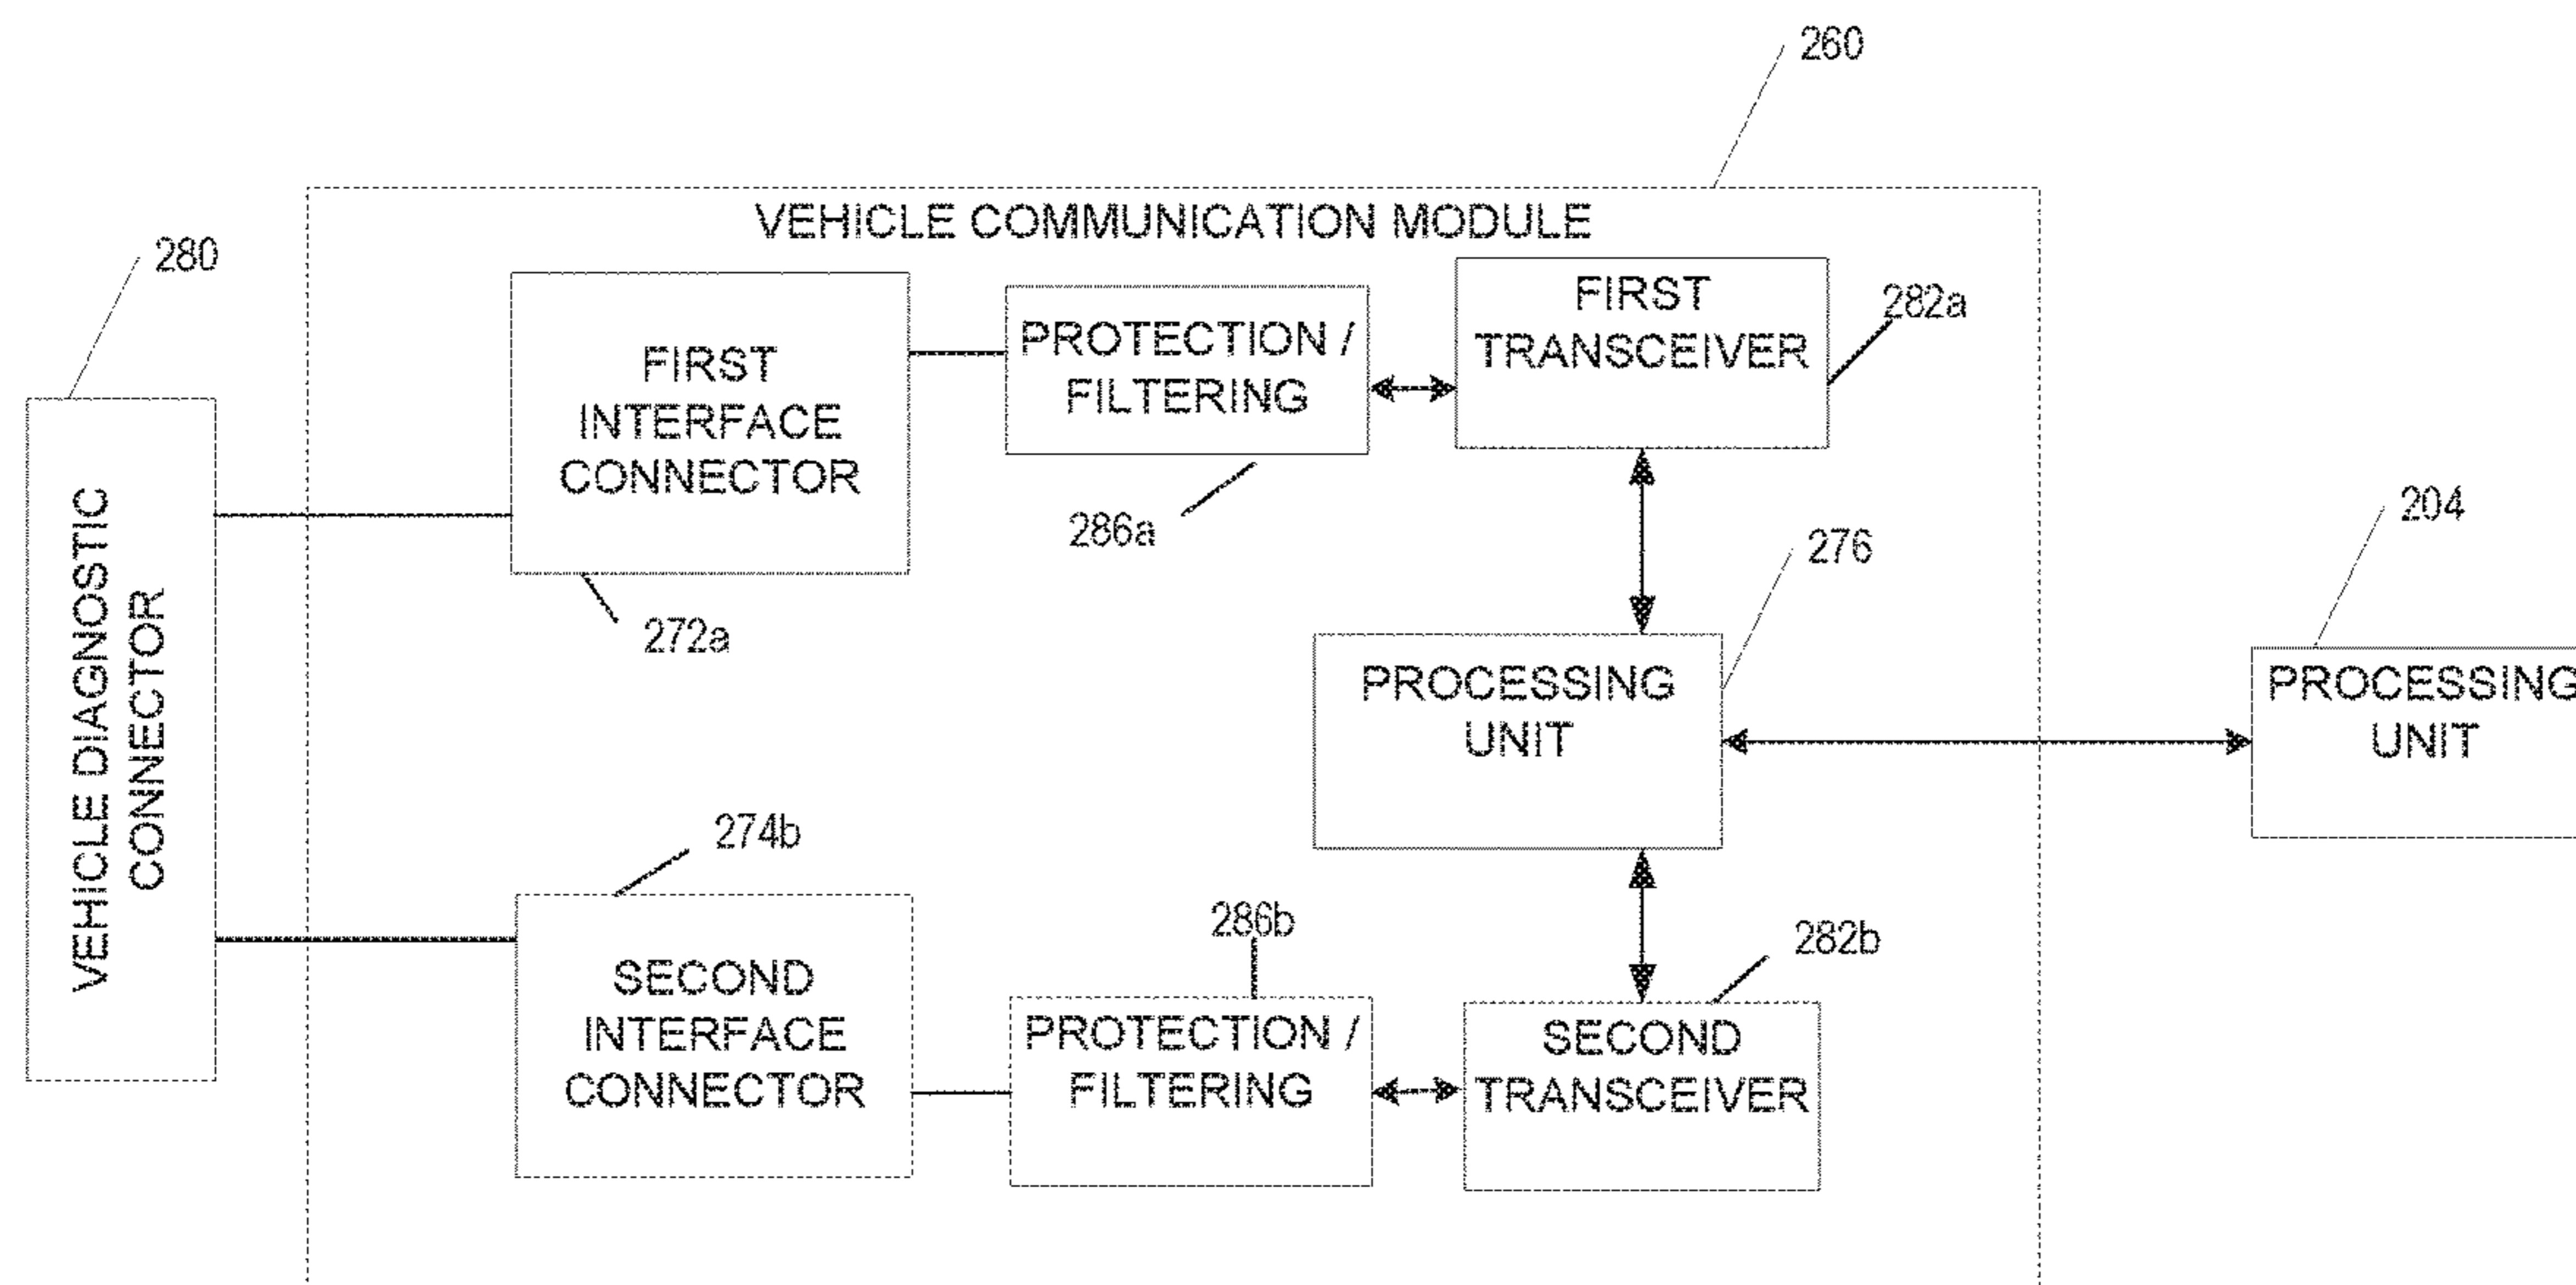 260
VEHICLE COMMUNICATION MODULE
280
FIRST
INTERFACE
CONNECTOR
272a
PROTECTION /
FILTERING
286a
FIRST
TRANSCEIVER
282a
VEHICLE DIAGNOSTIC
CONNECTOR
276
PROCESSING
UNIT
204
PROCESSING
UNIT
274b
SECOND
INTERFACE
CONNECTOR
286b
PROTECTION /
FILTERING
282b
SECOND
TRANSCEIVER